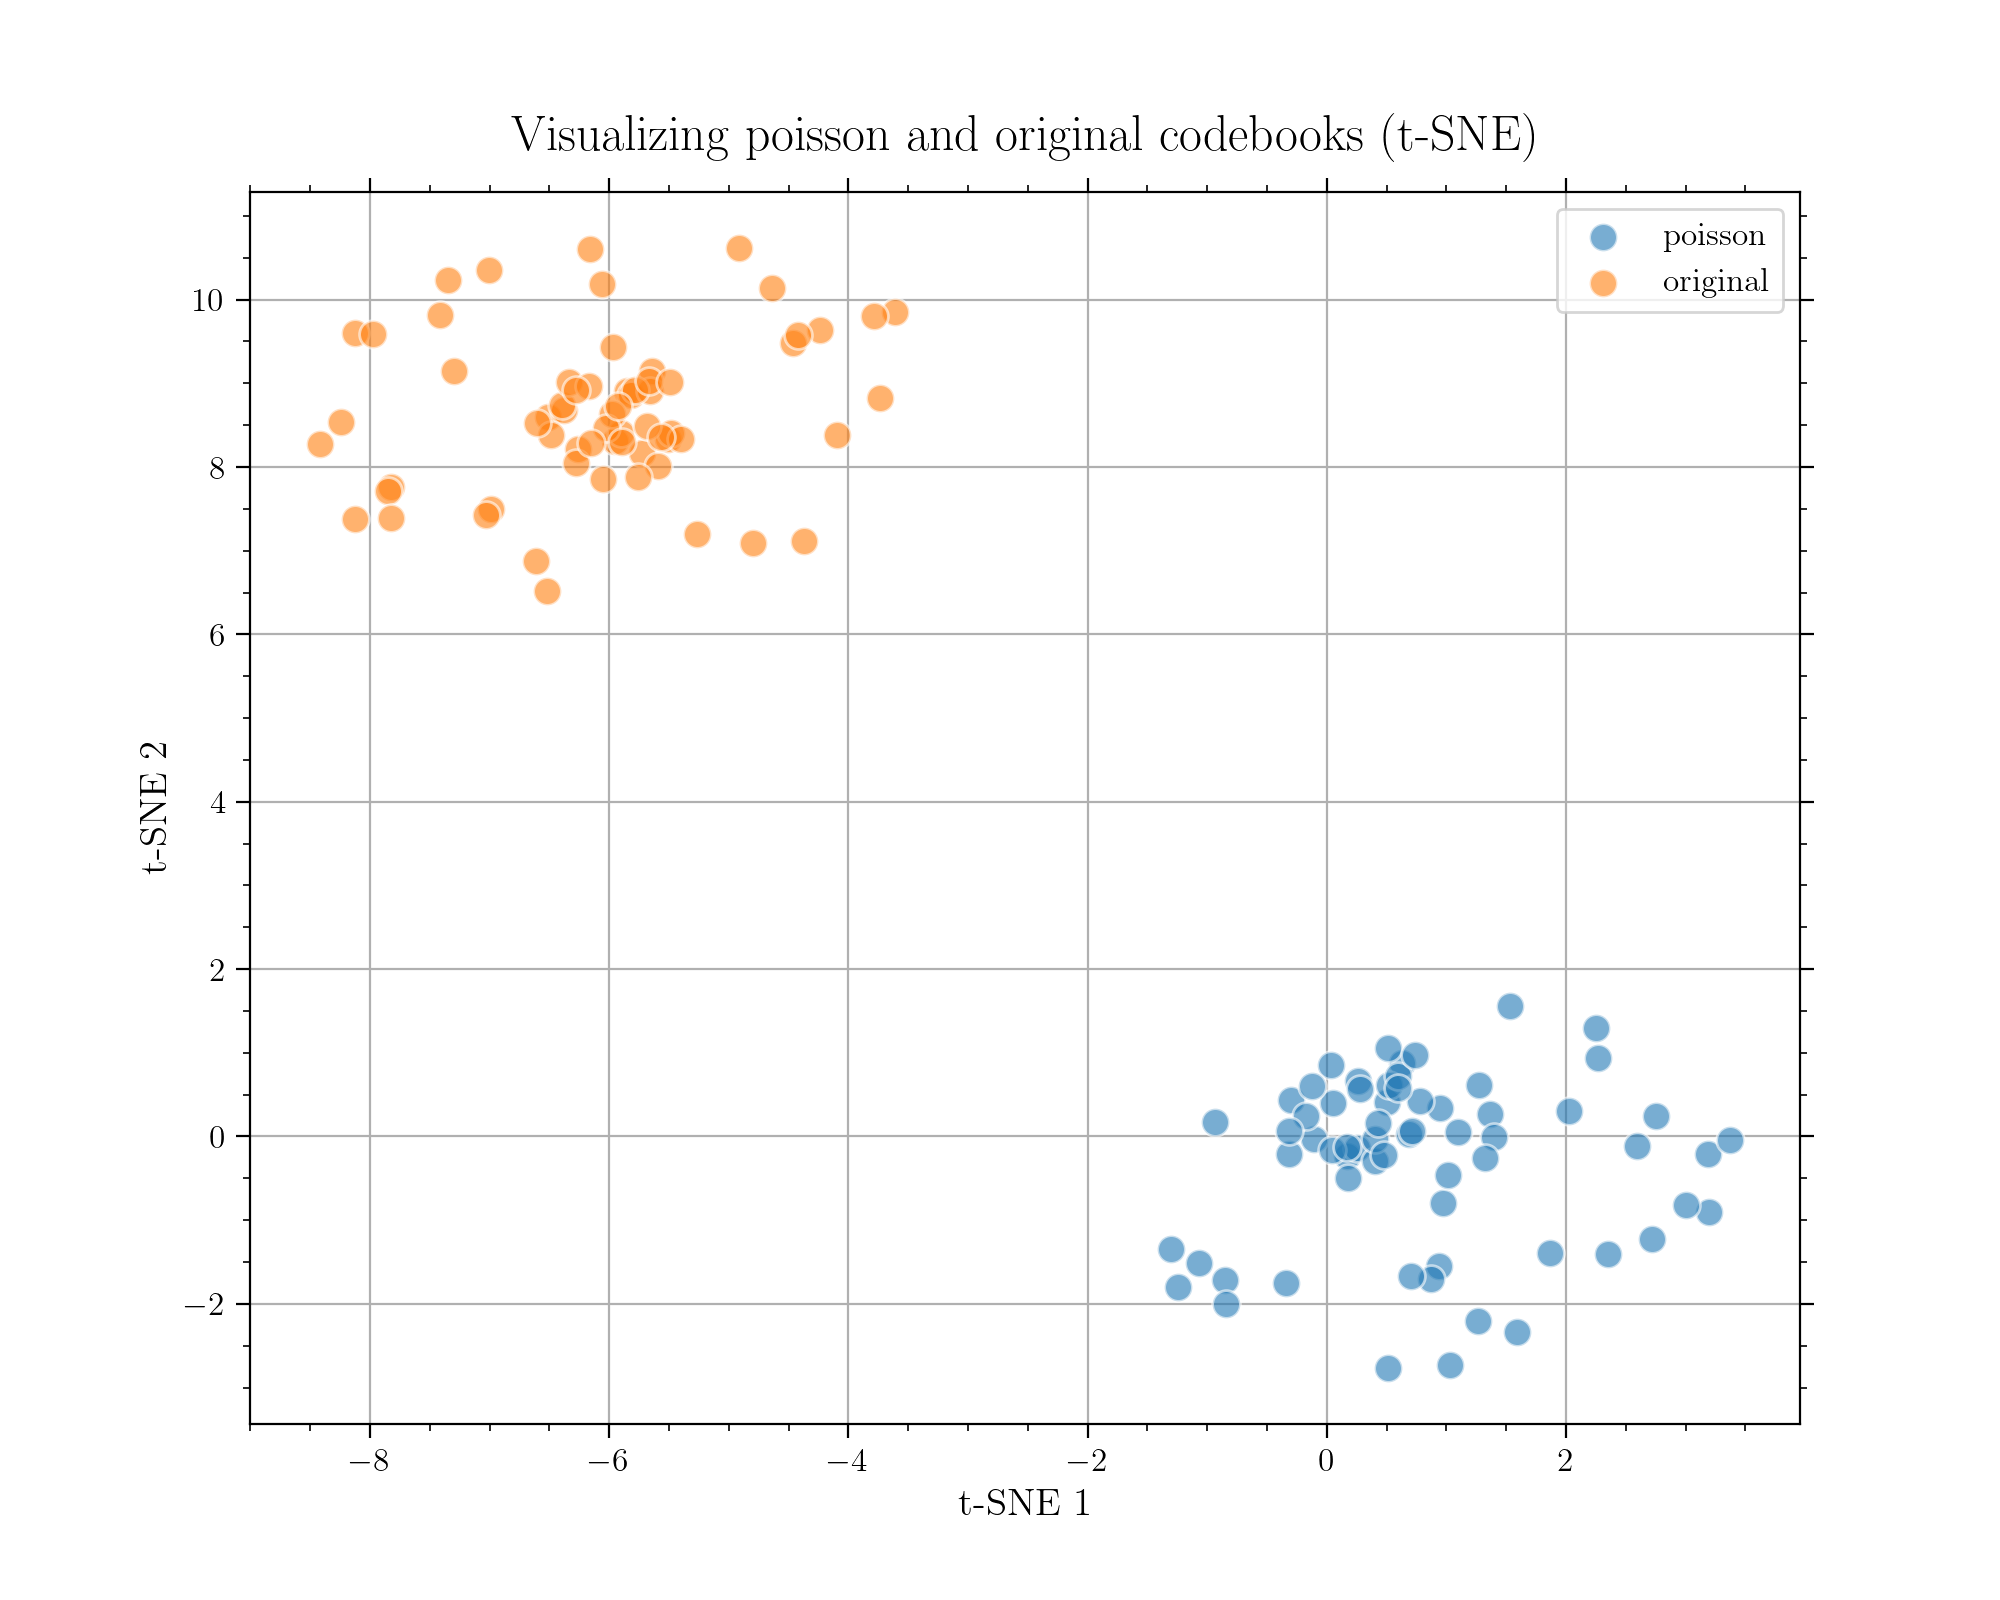 Visualizing poisson and original codebooks (t-SNE)
poisson
original
10
8
6
4
2
0
−2
t-SNE 2
−8
−6
−4
−2
0
2
t-SNE 1